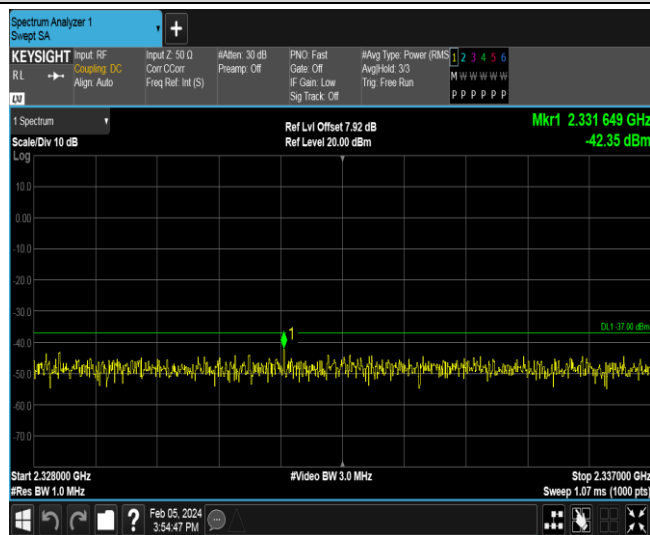 Spectrum Analyzer 1
Swept SA
KEYSIGHT Input: RF Input Z: 50 Ω #Atten: 30 dB PNO: Fast #Avg Type: Power (RMS 1 2 3 4 5 6
R L Coupling: DC Corr CCorr Preamp: Off Gate: Off Avg|Hold: 3/3 M W W W W W
Align: Auto Freq Ref: Int (S) IF Gain: Low Trig: Free Run
LXI Sig Track: Off P P P P P P
1 Spectrum Ref Lvl Offset 7.92 dB Mkr1 2.331 649 GHz
Scale/Div 10 dB Ref Level 20.00 dBm -42.35 dBm
Log
10.0
0.00
-10.0
-20.0
-30.0
DL1 -37.00 dBm
1
-40.0
-50.0
-60.0
-70.0
Start 2.328000 GHz #Video BW 3.0 MHz Stop 2.337000 GHz
#Res BW 1.0 MHz Sweep 1.07 ms (1000 pts)
? Feb 05, 2024
3:54:47 PM